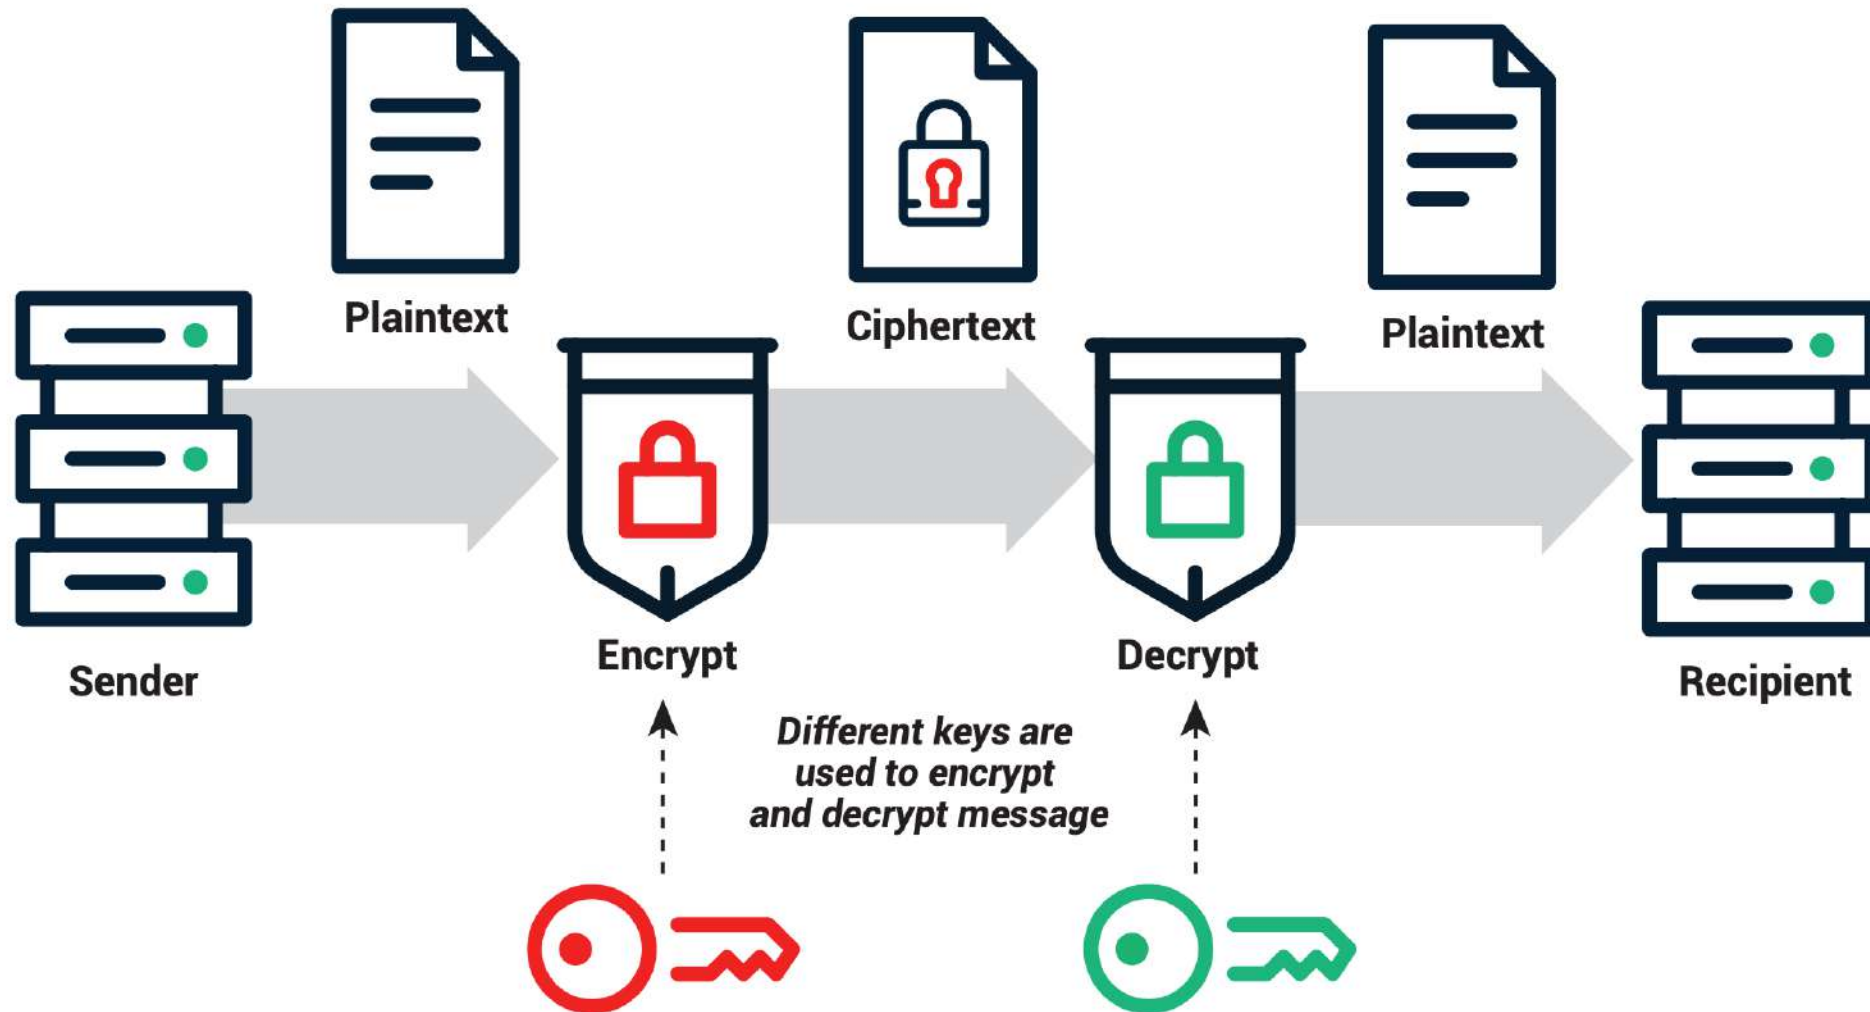 Plaintext
Ciphertext
Plaintext
Sender
Encrypt
Decrypt
Recipient
Different keys are
used to encrypt
and decrypt message